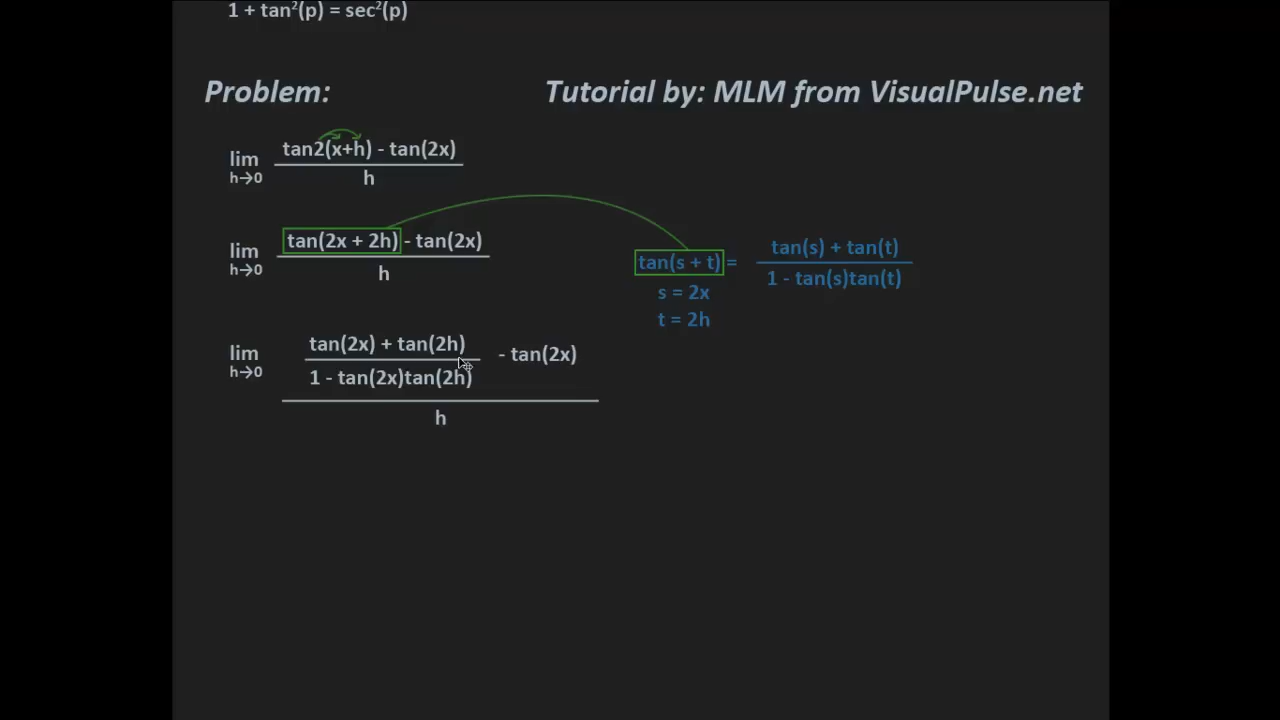 1 + tan²(p) = sec²(p)
Problem: Tutorial by: MLM from VisualPulse.net
tan2(x+h) - tan(2x)
lim
h→0
h
tan(2x + 2h) - tan(2x)
lim
h→0
h
tan(s + t) =
tan(s) + tan(t)
1 - tan(s)tan(t)
s = 2x
t = 2h
lim
h→0
tan(2x) + tan(2h)
1 - tan(2x)tan(2h)
- tan(2x)
h